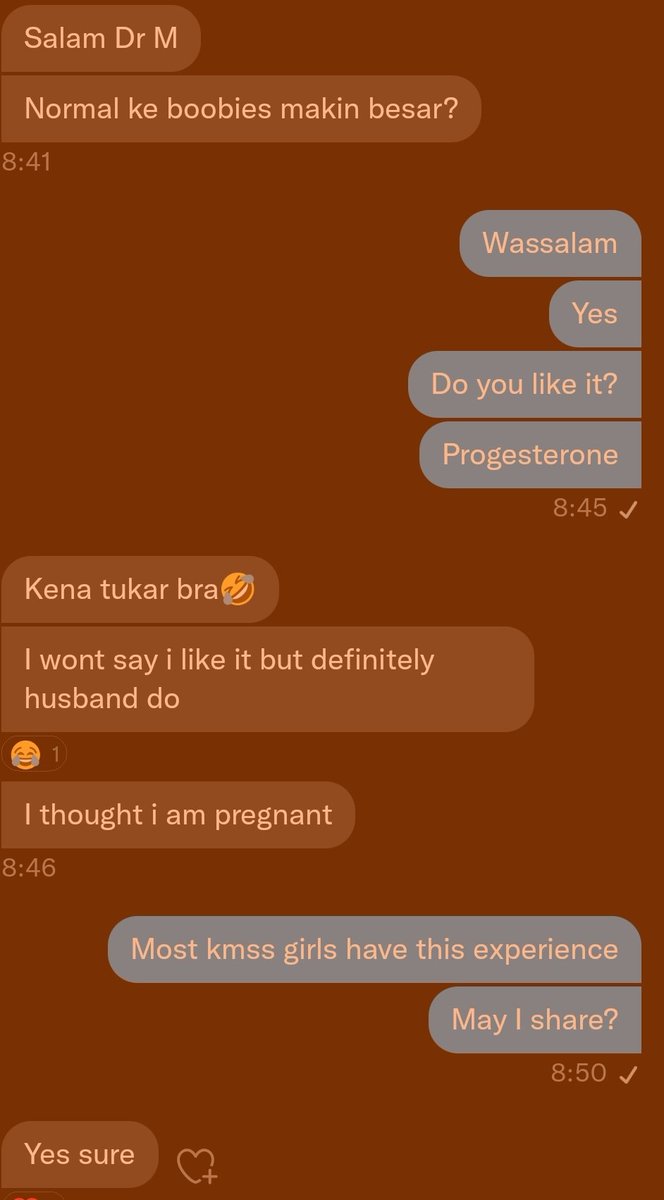 Salam Dr M
Normal ke boobies makin besar?
8:41
Wassalam
Yes
Do you like it?
Progesterone
8:45
Kena tukar bra🤣
I wont say i like it but definitely
husband do
😂 1
I thought i am pregnant
8:46
Most kmss girls have this experience
May I share?
8:50
Yes sure